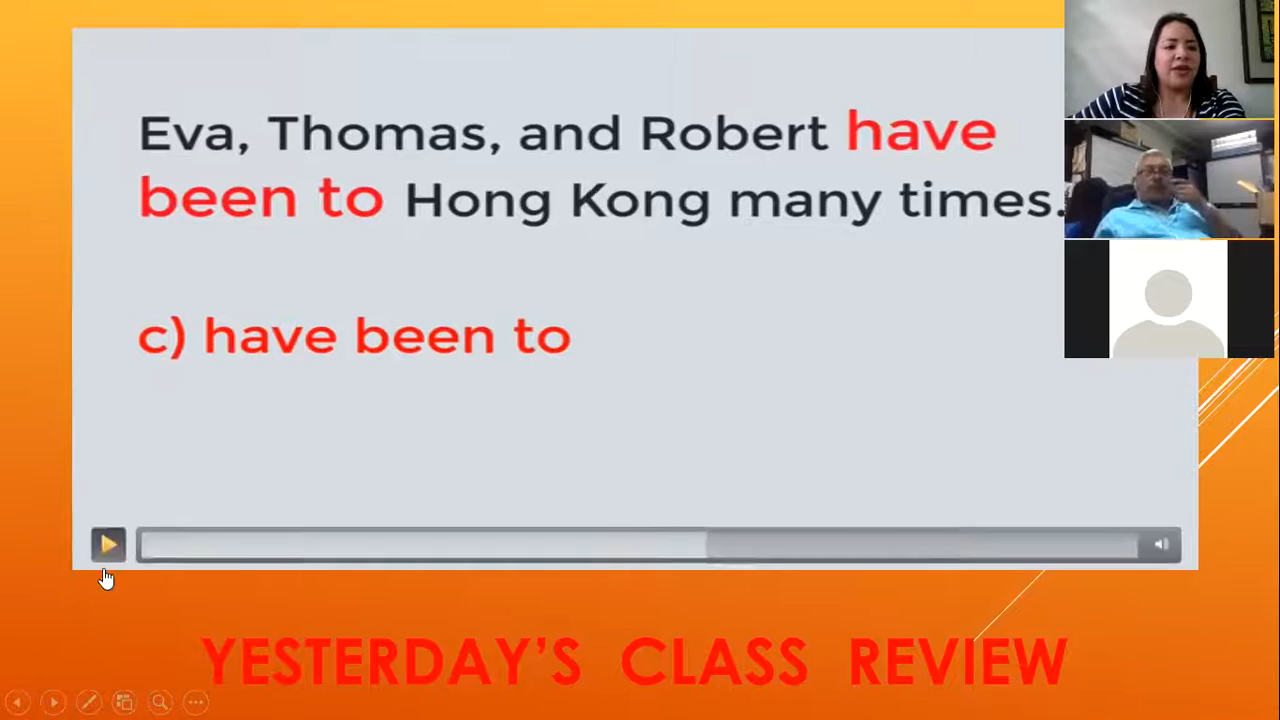 Eva, Thomas, and Robert have
been to Hong Kong many times.
c) have been to
YESTERDAY'S CLASS REVIEW